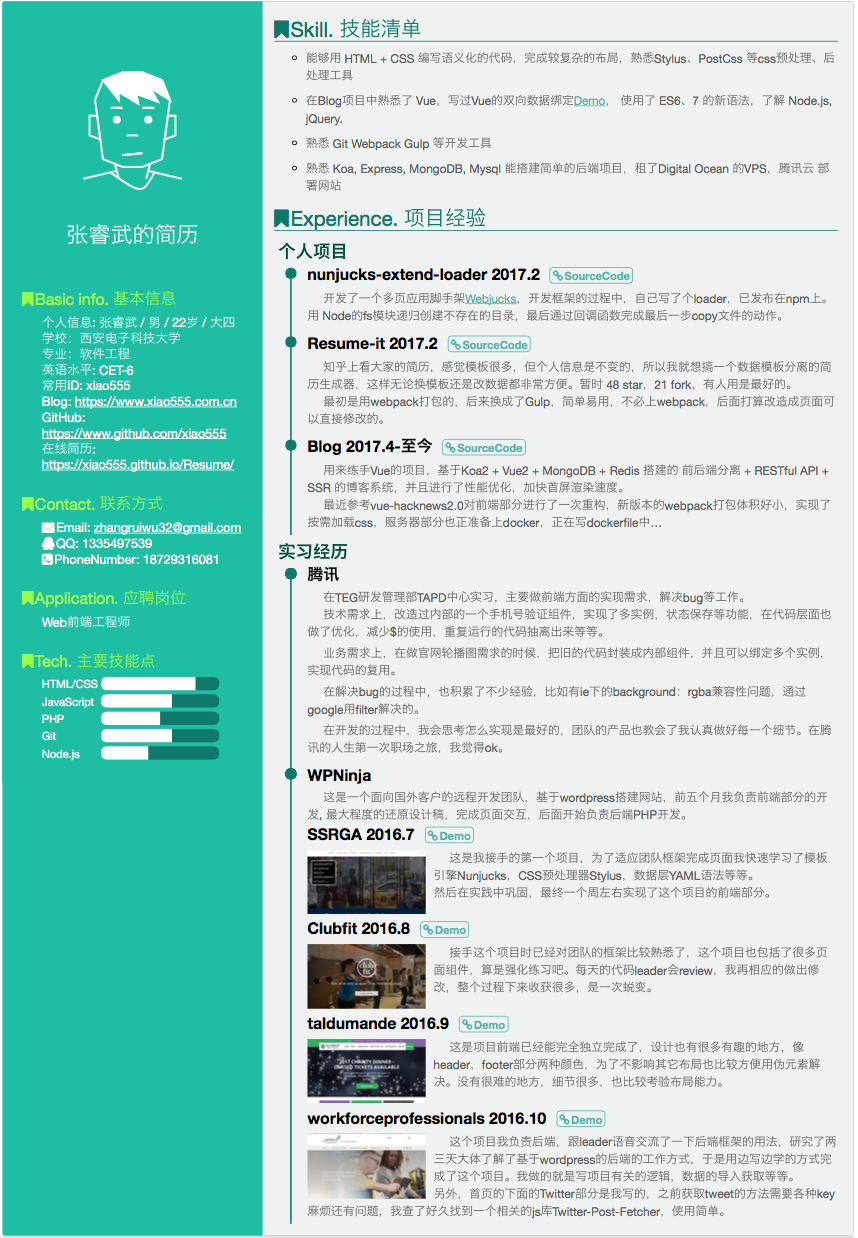 张睿武的简历
Basic info. 基本信息
个人信息: 张睿武 / 男 / 22岁 / 大四
学校：西安电子科技大学
专业：软件工程
英语水平: CET-6
常用ID: xiao555
Blog: https://www.xiao555.com.cn
GitHub:
https://www.github.com/xiao555
在线简历:
https://xiao555.github.io/Resume/
Contact. 联系方式
Email: zhangruiwu32@gmail.com
QQ: 1335497539
PhoneNumber: 18729316081
Application. 应聘岗位
Web前端工程师
Tech. 主要技能点
HTML/CSS
JavaScript
PHP
Git
Node.js
Skill. 技能清单
能够用 HTML + CSS 编写语义化的代码，完成较复杂的布局，熟悉Stylus、PostCss 等css预处理、后
处理工具
在Blog项目中熟悉了 Vue，写过Vue的双向数据绑定Demo， 使用了 ES6、7 的新语法，了解 Node.js,
jQuery.
熟悉 Git Webpack Gulp 等开发工具
熟悉 Koa, Express, MongoDB, Mysql 能搭建简单的后端项目，租了Digital Ocean 的VPS，腾讯云 部
署网站
Experience. 项目经验
个人项目
nunjucks-extend-loader 2017.2 SourceCode
开发了一个多页应用脚手架Webjucks，开发框架的过程中，自己写了个loader，已发布在npm上。
用 Node的fs模块递归创建不存在的目录，最后通过回调函数完成最后一步copy文件的动作。
Resume-it 2017.2 SourceCode
知乎上看大家的简历，感觉模板很多，但个人信息是不变的，所以我就想搞一个数据模板分离的简
历生成器，这样无论换模板还是改数据都非常方便。暂时 48 star，21 fork，有人用是最好的。
最初是用webpack打包的，后来换成了Gulp，简单易用，不必上webpack，后面打算改造成页面可
以直接修改的。
Blog 2017.4-至今 SourceCode
用来练手Vue的项目，基于Koa2 + Vue2 + MongoDB + Redis 搭建的 前后端分离 + RESTful API +
SSR 的博客系统，并且进行了性能优化，加快首屏渲染速度。
最近参考vue-hacknews2.0对前端部分进行了一次重构，新版本的webpack打包体积好小，实现了
按需加载css，服务器部分也正准备上docker，正在写dockerfile中...
实习经历
腾讯
在TEG研发管理部TAPD中心实习，主要做前端方面的实现需求，解决bug等工作。
技术需求上，改造过内部的一个手机号验证组件，实现了多实例，状态保存等功能，在代码层面也
做了优化，减少$的使用，重复运行的代码抽离出来等等。
业务需求上，在做官网轮播图需求的时候，把旧的代码封装成内部组件，并且可以绑定多个实例，
实现代码的复用。
在解决bug的过程中，也积累了不少经验，比如有ie下的background：rgba兼容性问题，通过
google用filter解决的。
在开发的过程中，我会思考怎么实现是最好的，团队的产品也教会了我认真做好每一个细节。在腾
讯的人生第一次职场之旅，我觉得ok。
WPNinja
这是一个面向国外客户的远程开发团队，基于wordpress搭建网站，前五个月我负责前端部分的开
发, 最大程度的还原设计稿，完成页面交互，后面开始负责后端PHP开发。
SSRGA 2016.7 Demo
这是我接手的第一个项目，为了适应团队框架完成页面我快速学习了模板
引擎Nunjucks，CSS预处理器Stylus，数据层YAML语法等等。
然后在实践中巩固，最终一个周左右实现了这个项目的前端部分。
Clubfit 2016.8 Demo
club
fit
接手这个项目时已经对团队的框架比较熟悉了，这个项目也包括了很多页
面组件，算是强化练习吧。每天的代码leader会review，我再相应的做出修
改，整个过程下来收获很多，是一次蜕变。
taldumande 2016.9 Demo
2017 CHARITY DINNER -
LIMITED TICKETS AVAILABLE
这是项目前端已经能完全独立完成了，设计也有很多有趣的地方，像
header，footer部分两种颜色，为了不影响其它布局也比较方便用伪元素解
决。没有很难的地方，细节很多，也比较考验布局能力。
workforceprofessionals 2016.10 Demo
这个项目我负责后端，跟leader语音交流了一下后端框架的用法，研究了两
三天大体了解了基于wordpress的后端的工作方式，于是用边写边学的方式完
成了这个项目。我做的就是写项目有关的逻辑，数据的导入获取等等。
另外，首页的下面的Twitter部分是我写的，之前获取tweet的方法需要各种key
麻烦还有问题，我查了好久找到一个相关的js库Twitter-Post-Fetcher，使用简单。